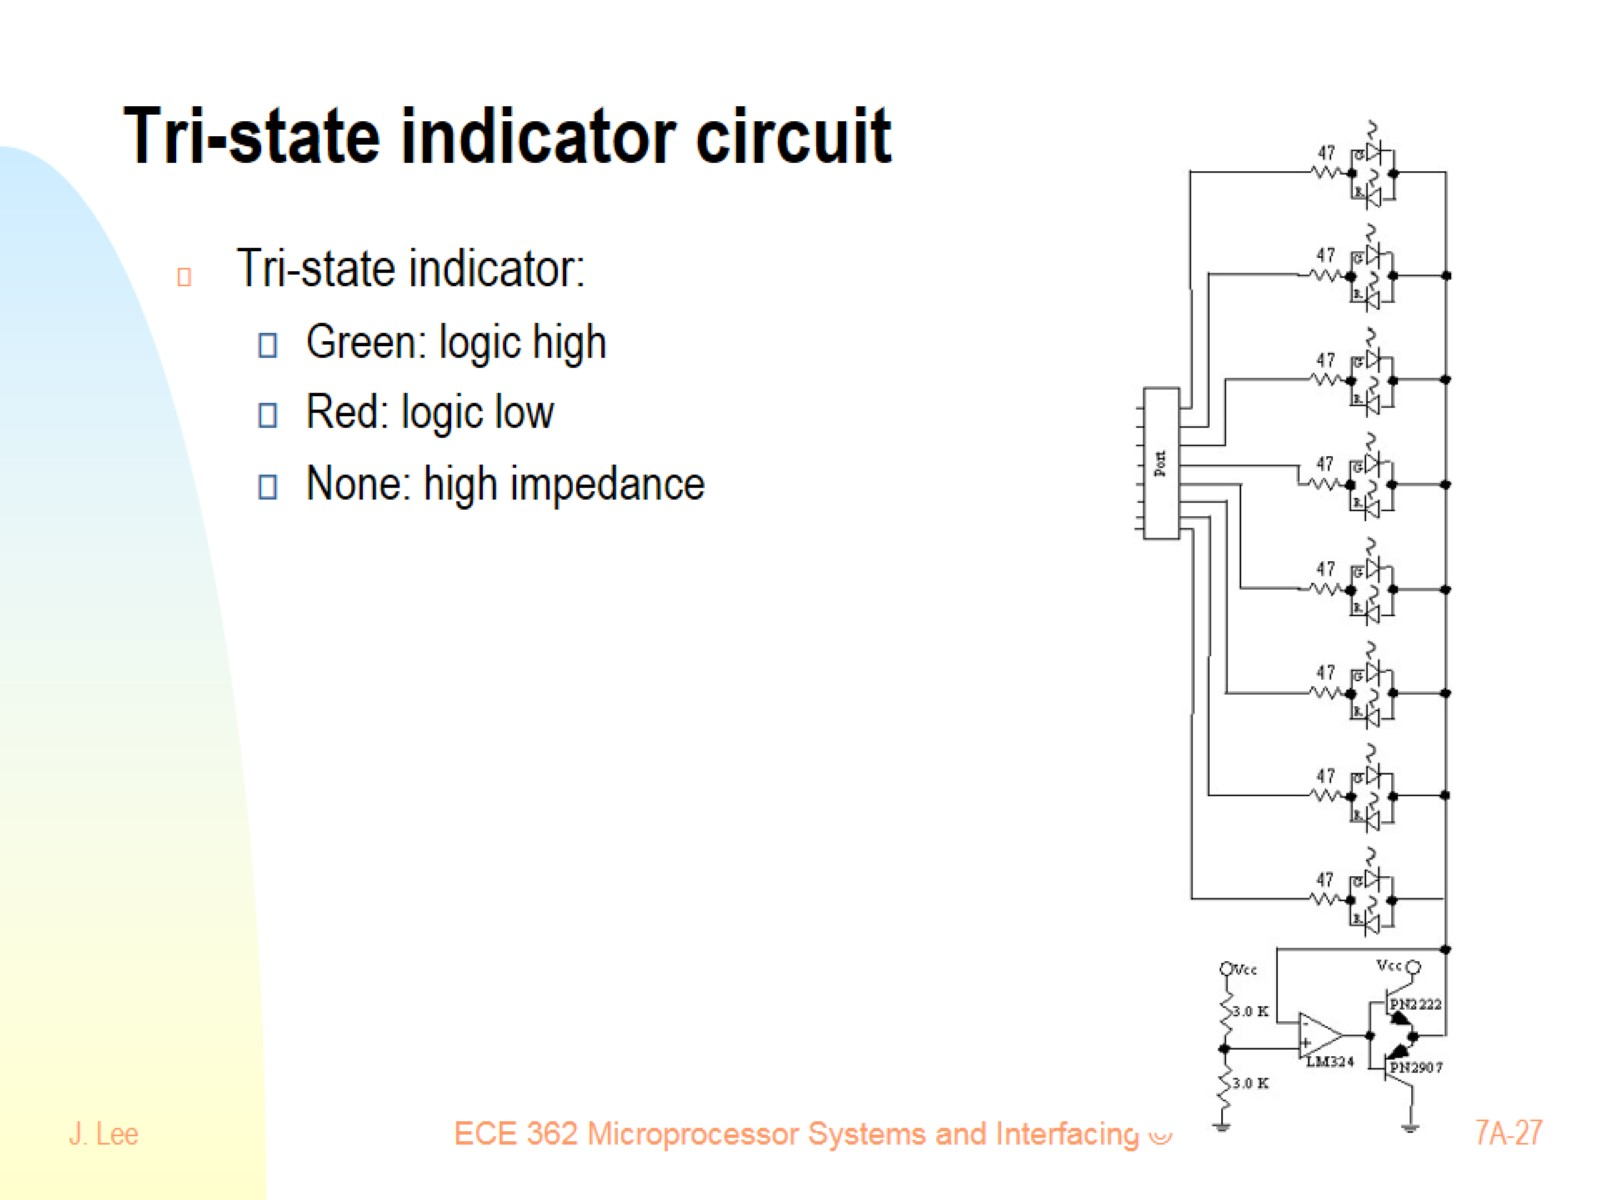 Tri-state indicator circuit
Tri-state indicator:
Green: logic high
Red: logic low
None: high impedance
47
G
R
47
G
R
47
G
R
47
G
R
Port
47
G
R
47
G
R
47
G
R
47
G
R
Vcc
Vcc
3.0 K
PN2222
-
+
LM324
PN2907
3.0 K
J. Lee
ECE 362 Microprocessor Systems and Interfacing ©
7A-27